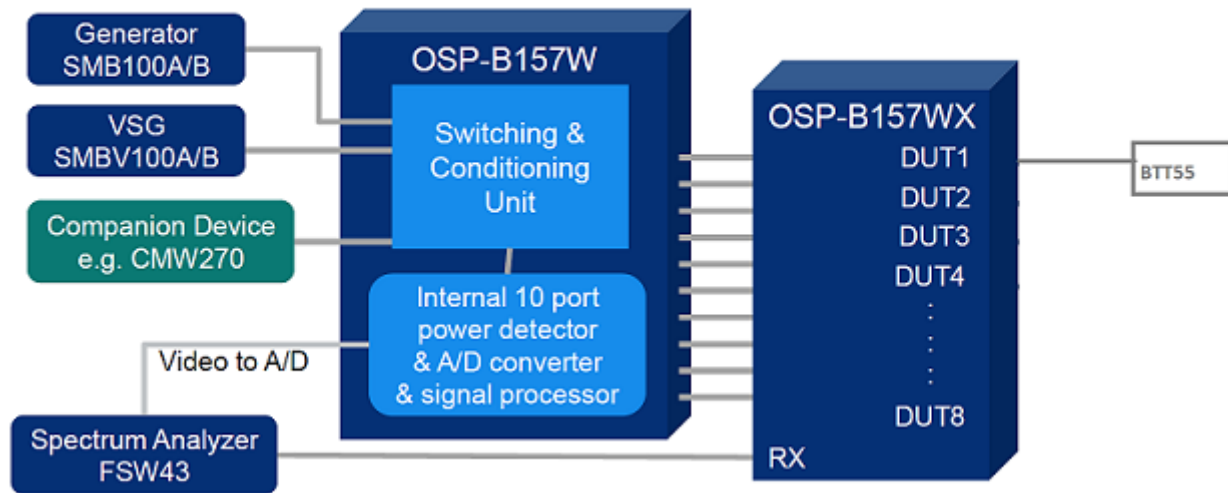 Generator
SMB100A/B
VSG
SMBV100A/B
Companion Device
e.g. CMW270
Video to A/D
Spectrum Analyzer
FSW43
OSP-B157W
Switching &
Conditioning
Unit
Internal 10 port
power detector
& A/D converter
& signal processor
OSP-B157WX
DUT1
DUT2
DUT3
DUT4
:
:
:
DUT8
RX
BTT55